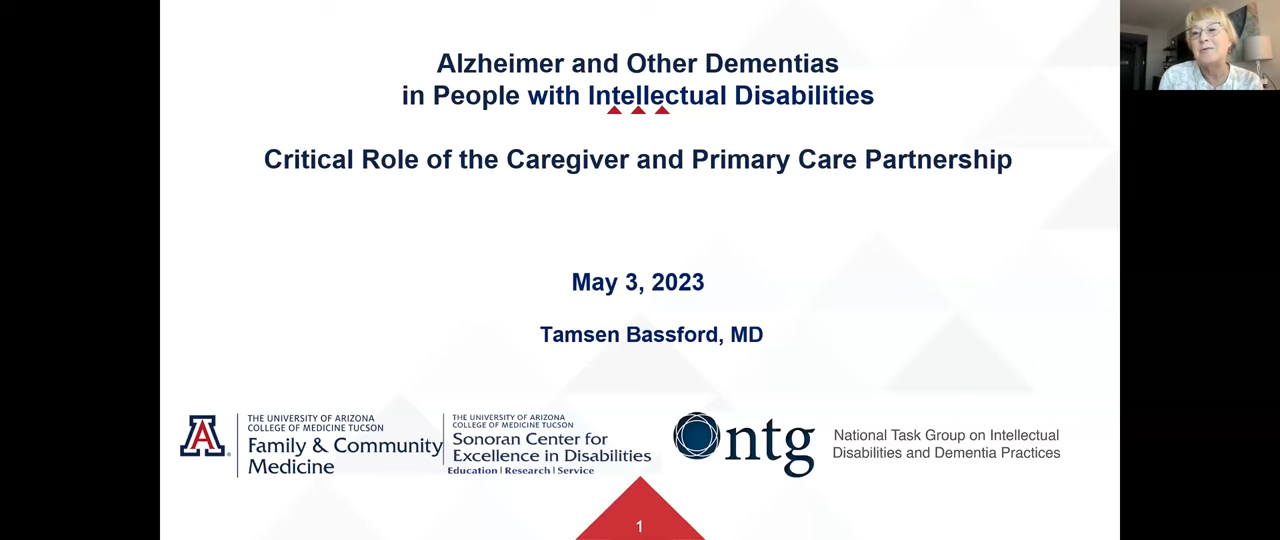 Alzheimer and Other Dementias
in People with Intellectual Disabilities
Critical Role of the Caregiver and Primary Care Partnership
May 3, 2023
Tamsen Bassford, MD
A®
THE UNIVERSITY OF ARIZONA
COLLEGE OF MEDICINE TUCSON
Family & Community
Medicine
THE UNIVERSITY OF ARIZONA
COLLEGE OF MEDICINE TUCSON
Sonoran Center for
Excellence in Disabilities
Education | Research | Service
ntg
National Task Group on Intellectual
Disabilities and Dementia Practices
1